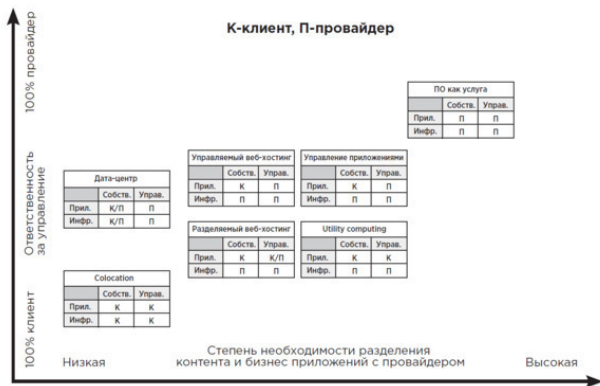 К-клиент, П-провайдер
100% провайдер
Ответственность
за управление
100% клиент
ПО как услуга
Собств. Управ.
Прил. П П
Инфр. П П
Управляемый веб-хостинг
Собств. Управ.
Прил. К П
Инфр. П П
Управление приложениями
Собств. Управ.
Прил. К П
Инфр. П П
Дата-центр
Собств. Управ.
Прил. К/П П
Инфр. К/П П
Разделяемый веб-хостинг
Собств. Управ.
Прил. К К/П
Инфр. П П
Utility computing
Собств. Управ.
Прил. К К
Инфр. П П
Colocation
Собств. Управ.
Прил. К К
Инфр. К К
Низкая
Степень необходимости разделения
контента и бизнес приложений с провайдером
Высокая